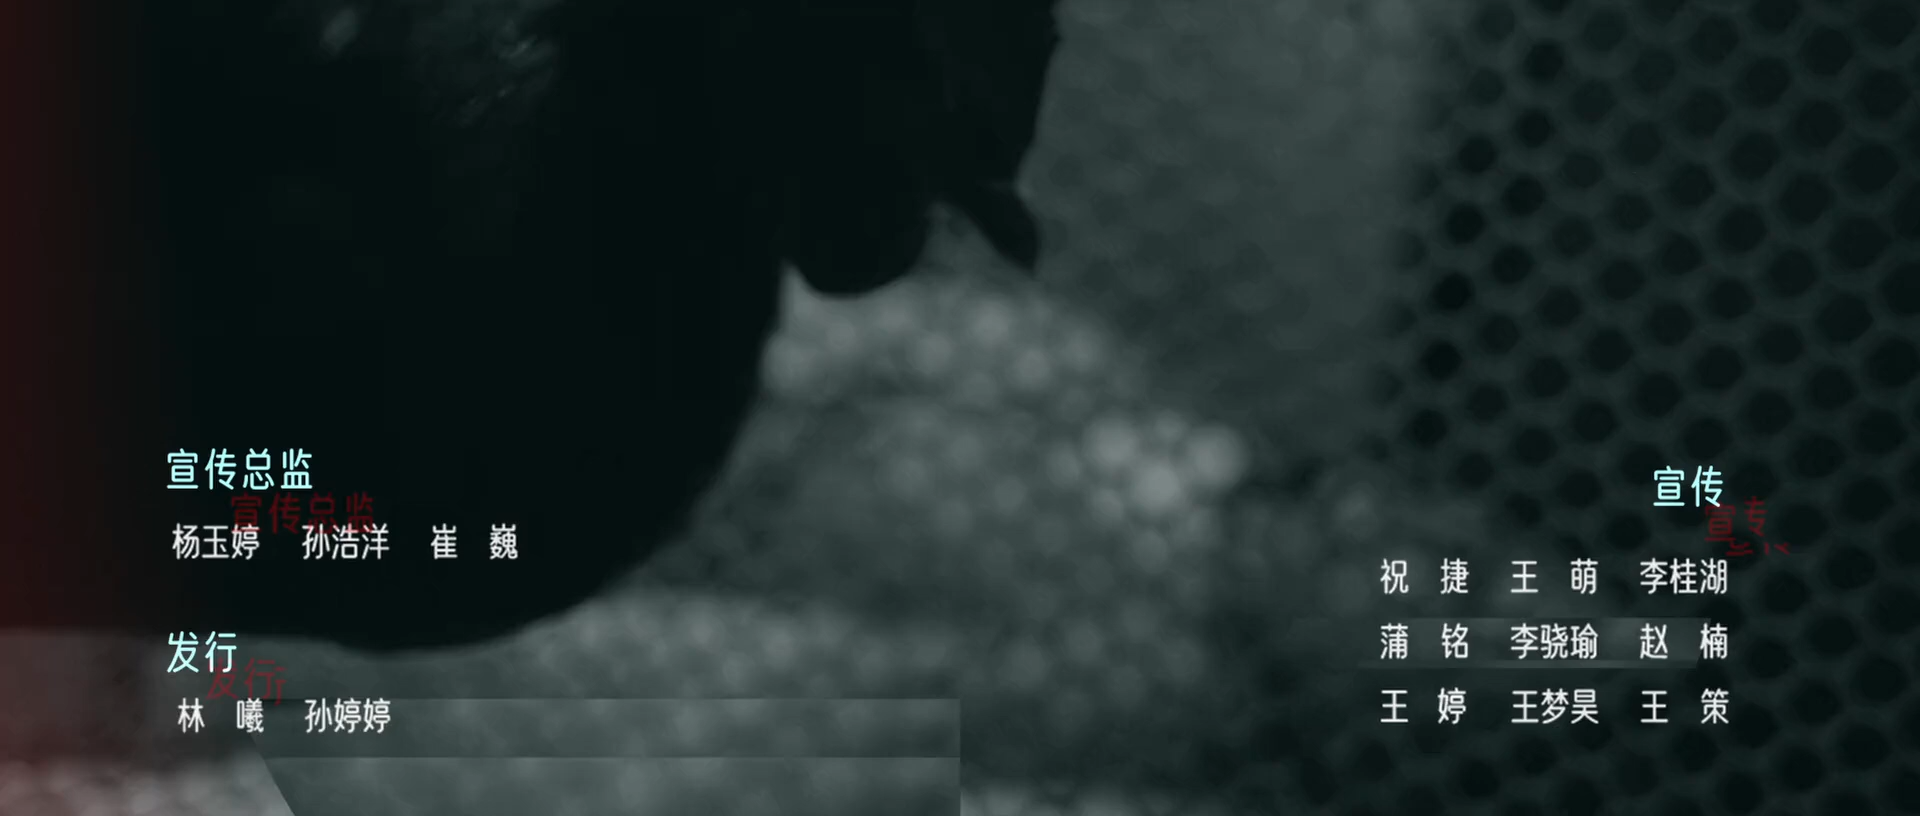 宣传总监
杨玉婷 孙浩洋 崔 巍
发行
林 曦 孙婷婷
宣传
祝 捷 王 萌 李桂湖
蒲 铭 李骁瑜 赵 楠
王 婷 王梦昊 王 策